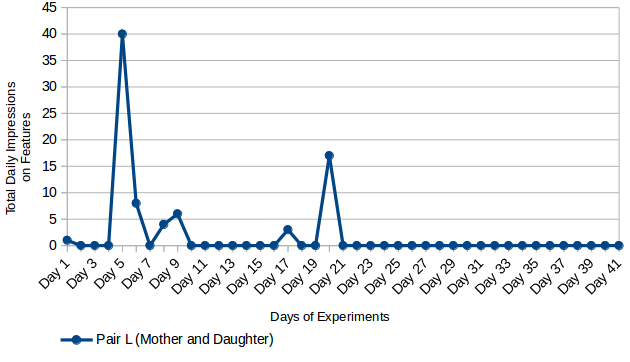 45
40
35
30
25
20
15
10
5
0
Total Daily Impressions
on Features
Day 1
Day 3
Day 5
Day 7
Day 9
Day 11
Day 13
Day 15
Day 17
Day 19
Day 21
Day 23
Day 25
Day 27
Day 29
Day 31
Day 33
Day 35
Day 37
Day 39
Day 41
Days of Experiments
Pair L (Mother and Daughter)